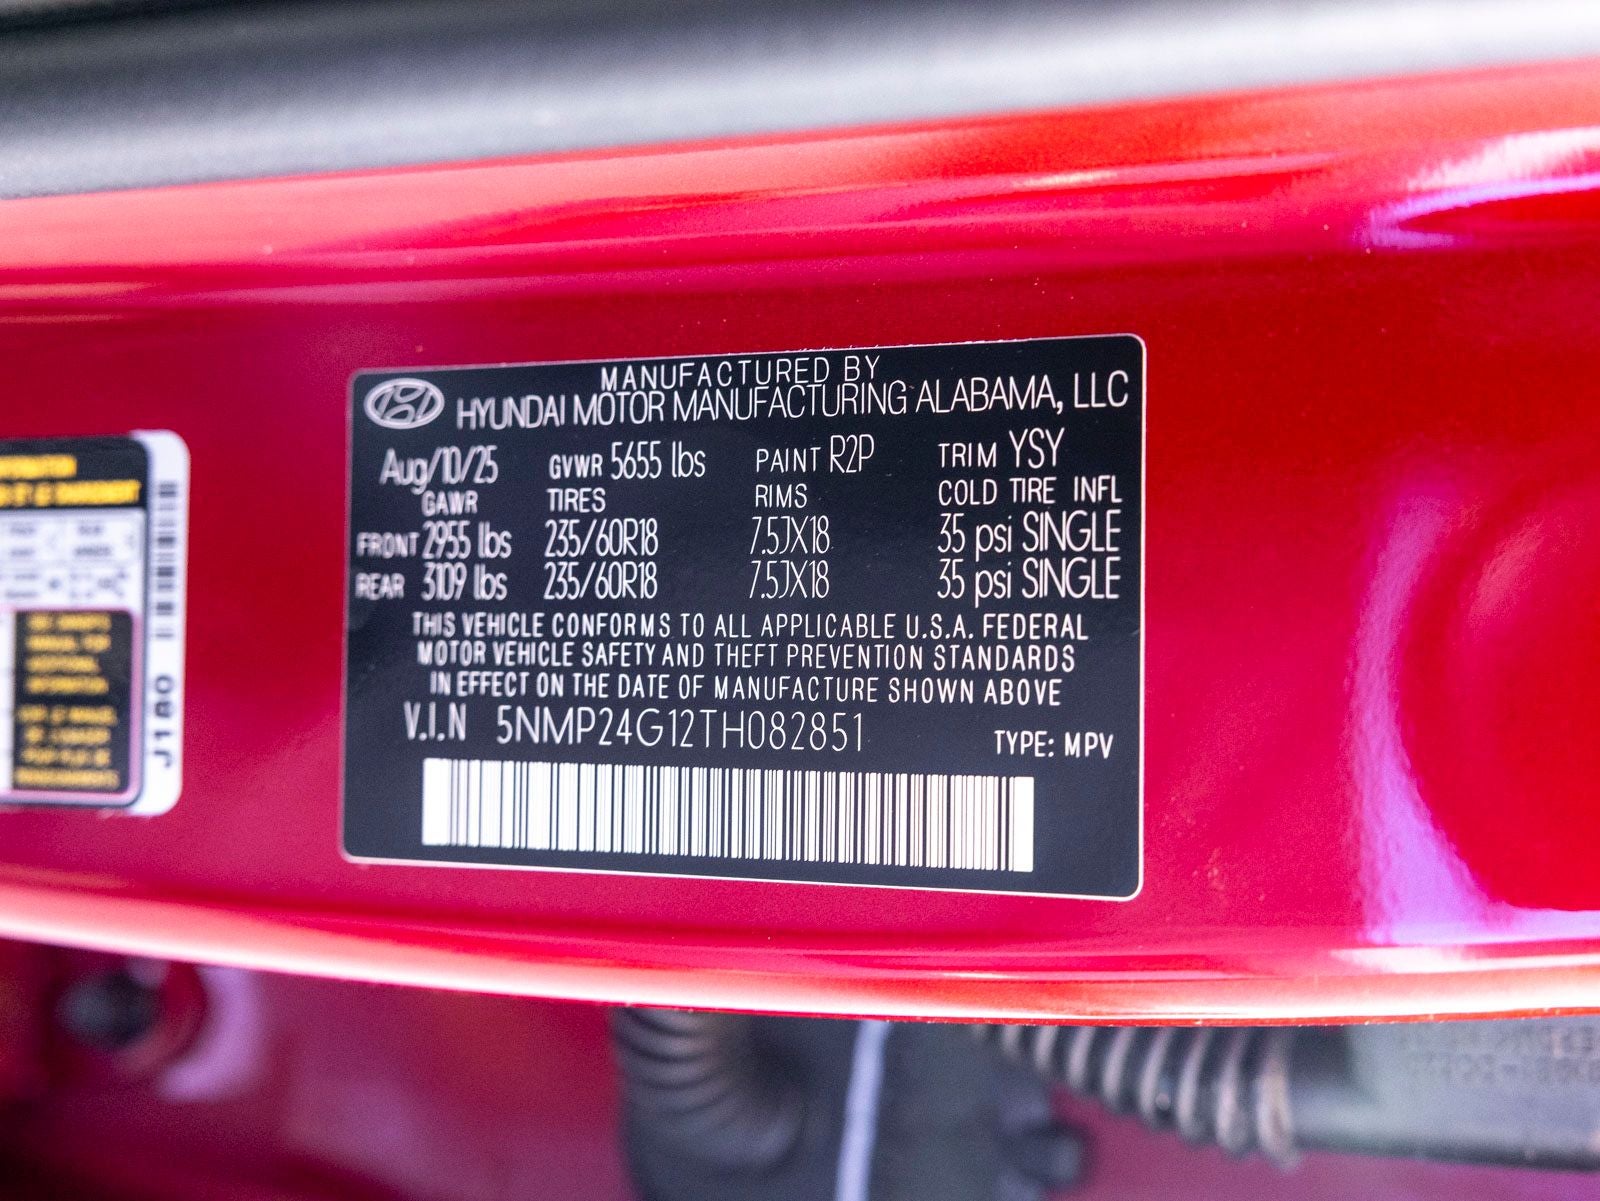 MANUFACTURED BY
HYUNDAI MOTOR MANUFACTURING ALABAMA, LLC
Aug/10/25 GVWR 5655 lbs PAINT R2P TRIM YSY
GAWR TIRES RIMS COLD TIRE INFL
FRONT 2955 lbs 235/60R18 7.5JX18 35 psi SINGLE
REAR 3109 lbs 235/60R18 7.5JX18 35 psi SINGLE
THIS VEHICLE CONFORMS TO ALL APPLICABLE U.S.A. FEDERAL
MOTOR VEHICLE SAFETY AND THEFT PREVENTION STANDARDS
IN EFFECT ON THE DATE OF MANUFACTURE SHOWN ABOVE
V.I.N 5NMP24G12TH082851 TYPE: MPV
J180